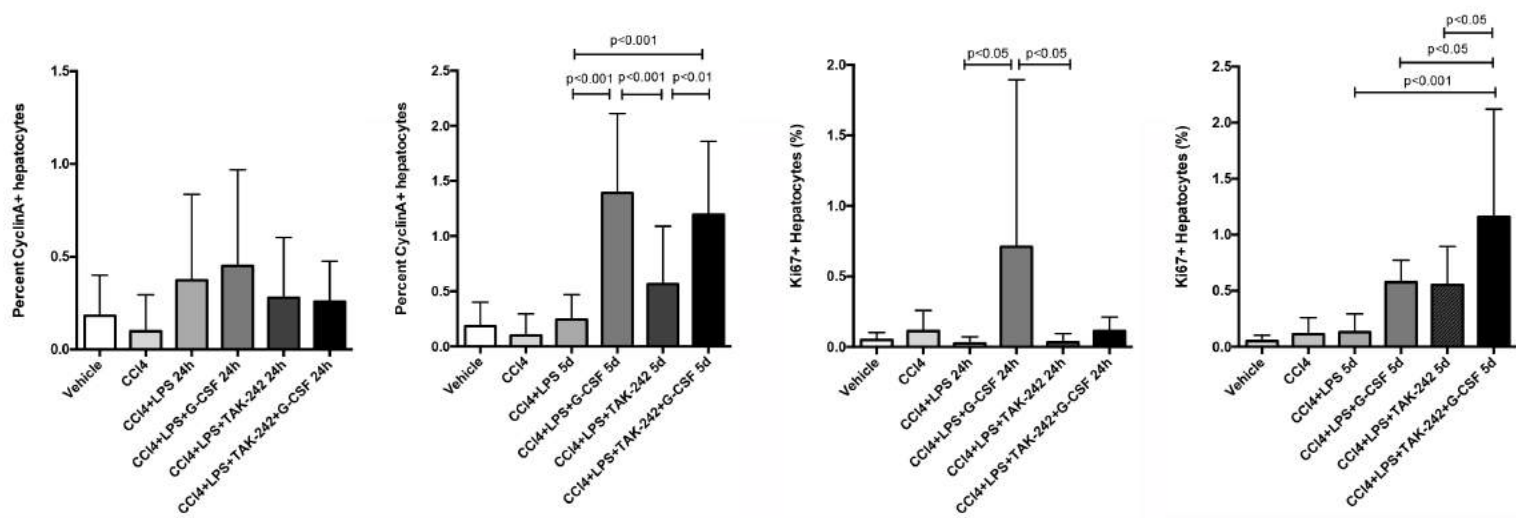 Percent CyclinA+ hepatocytes
1.5
1.0
0.5
0.0
Vehicle
CCl4
CCl4+LPS 24h
CCl4+LPS+G-CSF 24h
CCl4+LPS+TAK-242 24h
CCl4+LPS+TAK-242+G-CSF 24h
p<0.001
p<0.001
p<0.001
p<0.01
Percent CyclinA+ hepatocytes
2.5
2.0
1.5
1.0
0.5
0.0
Vehicle
CCl4
CCl4+LPS 5d
CCl4+LPS+G-CSF 5d
CCl4+LPS+TAK-242 5d
CCl4+LPS+TAK-242+G-CSF 5d
p<0.05
p<0.05
Ki67+ Hepatocytes (%)
2.0
1.5
1.0
0.5
0.0
Vehicle
CCl4
CCl4+LPS 24h
CCl4+LPS+G-CSF 24h
CCl4+LPS+TAK-242 24h
CCl4+LPS+TAK-242+G-CSF 24h
p<0.05
p<0.05
p<0.001
Ki67+ Hepatocytes (%)
2.5
2.0
1.5
1.0
0.5
0.0
Vehicle
CCl4
CCl4+LPS 5d
CCl4+LPS+G-CSF 5d
CCl4+LPS+TAK-242 5d
CCl4+LPS+TAK-242+G-CSF 5d